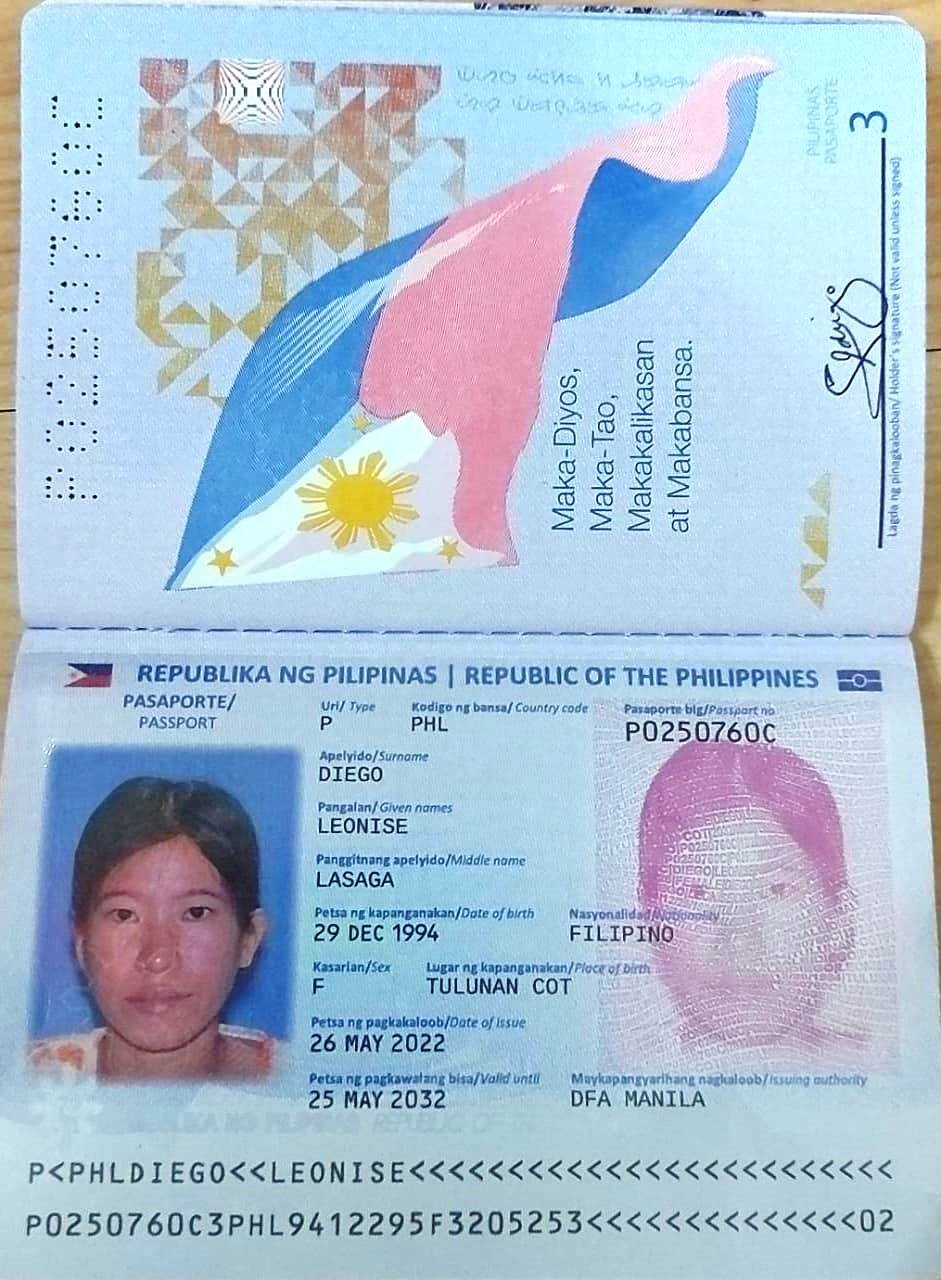 P0250760C
PILIPINAS
PASAPORTE
3
Maka-Diyos,
Maka-Tao,
Makakalikasan
at Makabansa.
Lagda ng pinagkalooban/ Holder's signature (Not valid unless signed)
REPUBLIKA NG PILIPINAS | REPUBLIC OF THE PHILIPPINES
PASAPORTE/
PASSPORT
Uri/ Type
Kodigo ng bansa/ Country code
Pasaporte blg/Passport no
P
PHL
P0250760C
Apelyido/Surname
DIEGO
Pangalan/ Given names
LEONISE
Panggitnang apelyido/Middle name
LASAGA
Petsa ng kapanganakan/Date of birth
Nasyonalidad/Nationality
29 DEC 1994
FILIPINO
Kasarian/Sex
Lugar ng kapanganakan/Place of birth
F
TULUNAN COT
Petsa ng pagkakaloob/Date of issue
26 MAY 2022
Petsa ng pagkawalang bisa/Valid until
Maykapangyarihang nagkaloob/Issuing authority
25 MAY 2032
DFA MANILA
P<PHLDIEGO<<LEONISE<<<<<<<<<<<<<<<<<<<<<<<<<
P0250760C3PHL9412295F3205253<<<<<<<<<<<<<<02